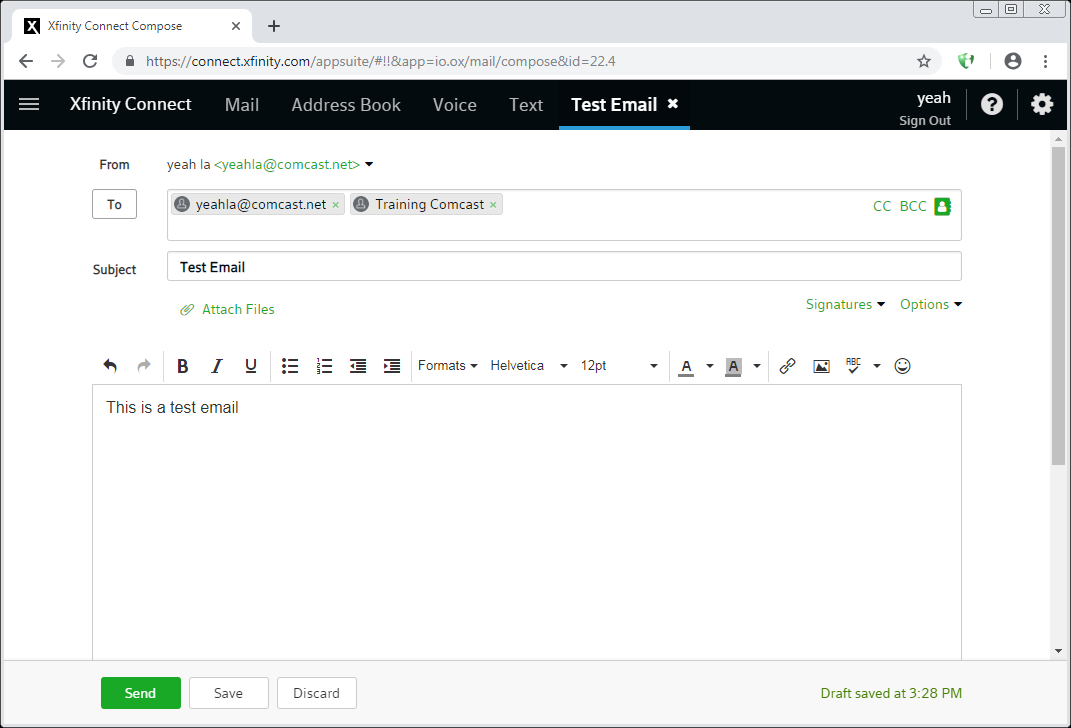 X Xfinity Connect Compose
https://connect.xfinity.com/appsuite/#!!&app=io.ox/mail/compose&id=22.4
Xfinity Connect Mail Address Book Voice Text Test Email yeah
Sign Out
From yeah la <yeahla@comcast.net>
To yeahla@comcast.net × Training Comcast × CC BCC
Subject Test Email
Attach Files Signatures Options
B I U Formats Helvetica 12pt A A ABC
This is a test email
Send Save Discard Draft saved at 3:28 PM